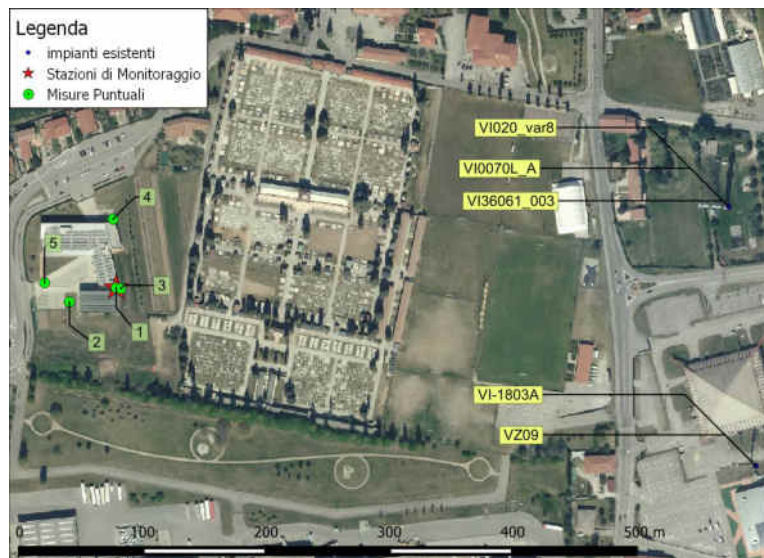 Legenda
impianti esistenti
Stazioni di Monitoraggio
Misure Puntuali
VI020_var8
VI0070L_A
VI36061_003
4
5
3
2
1
VI-1803A
VZ09
0 100 200 300 400 500 m